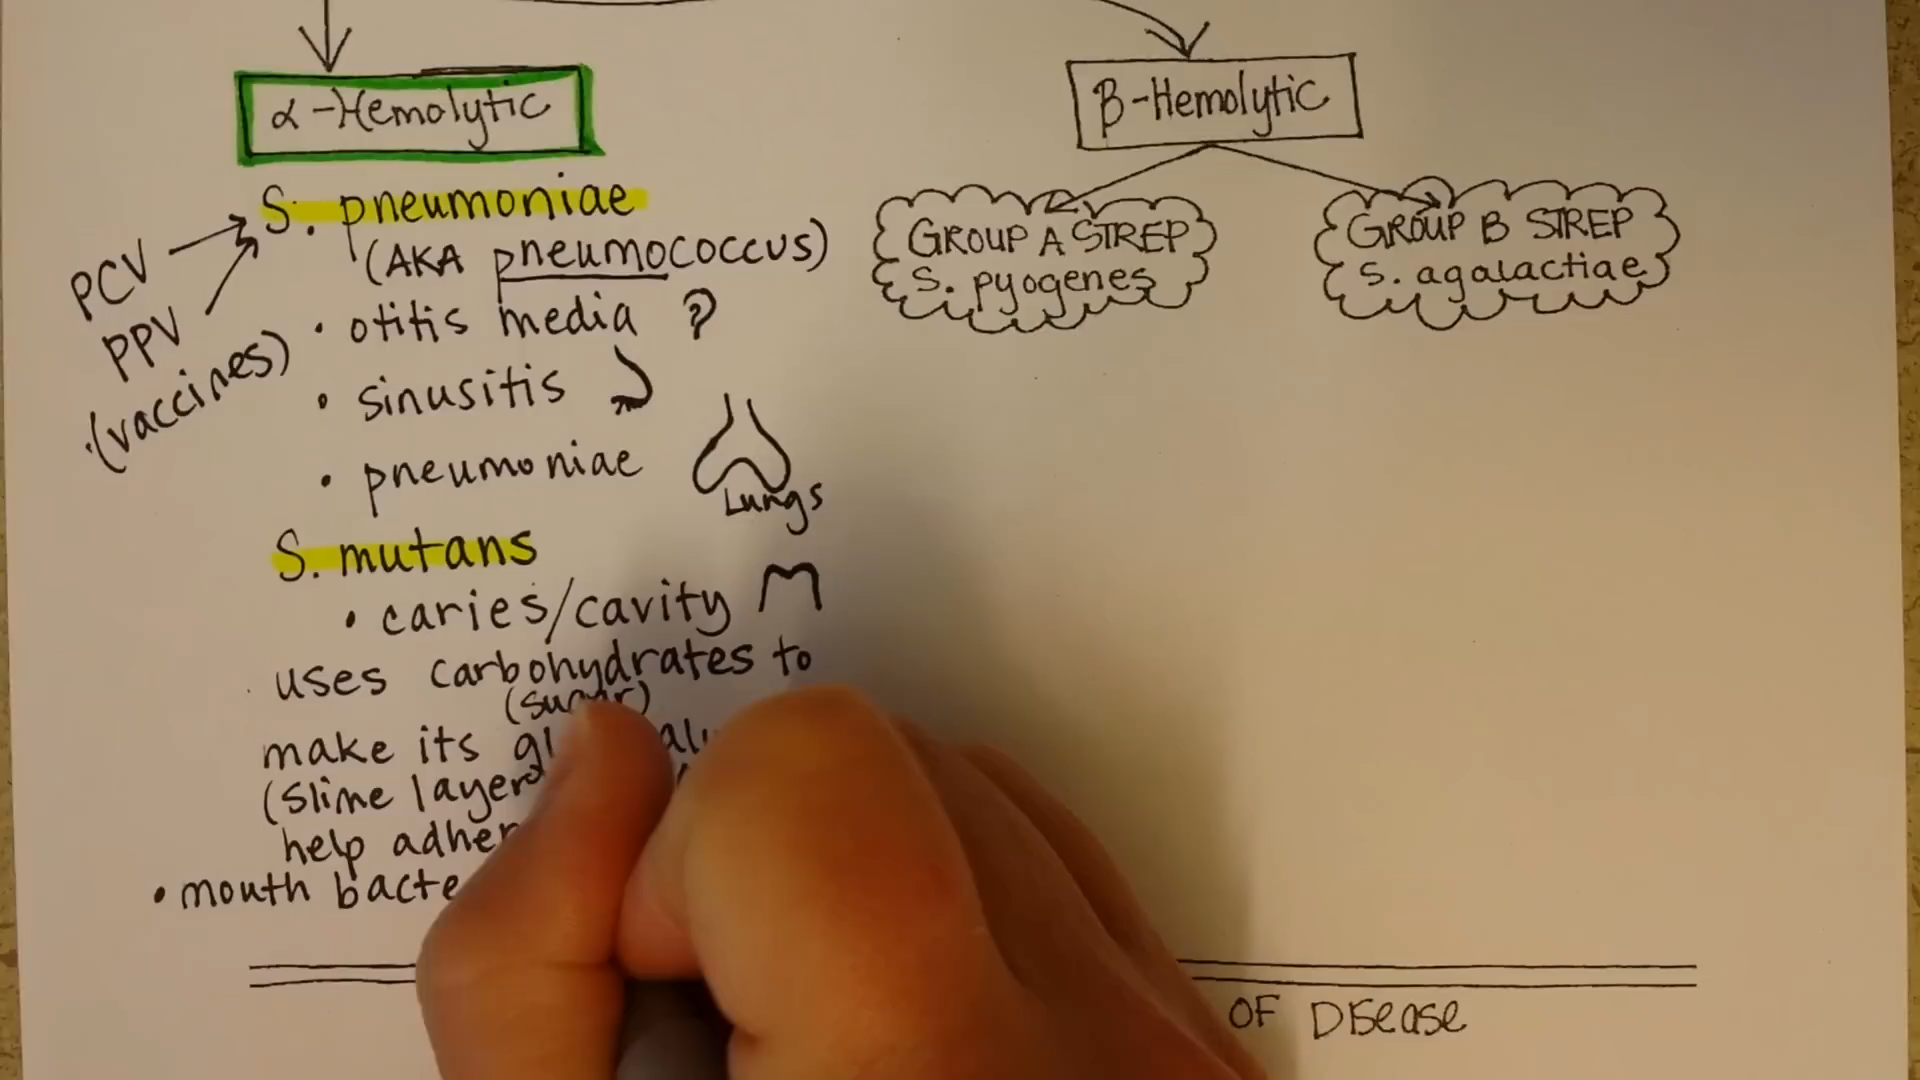 α-Hemolytic
β-Hemolytic
S. pneumoniae
(AKA pneumococcus)
PCV
PPV
(vaccines)
• otitis media
• sinusitis
• pneumoniae
Lungs
S. mutans
• caries/cavity
uses carbohydrates to
(sugar)
make its
(slime layer
help
• mouth
GROUP A STREP
S. pyogenes
GROUP B STREP
S. agalactiae
OF DISEASE